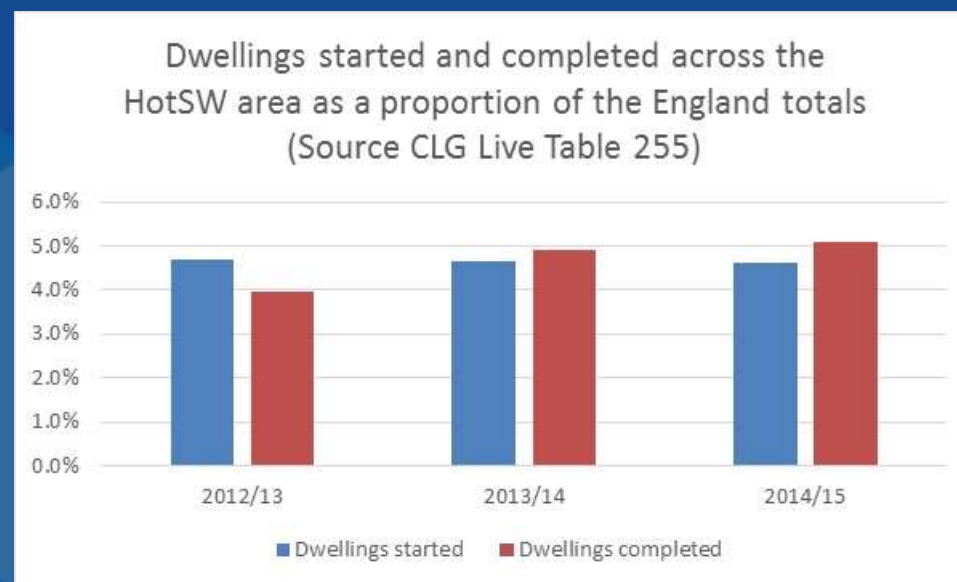 Dwellings started and completed across the
HotSW area as a proportion of the England totals
(Source CLG Live Table 255)
6.0%
5.0%
4.0%
3.0%
2.0%
1.0%
0.0%
2012/13 2013/14 2014/15
Dwellings started Dwellings completed